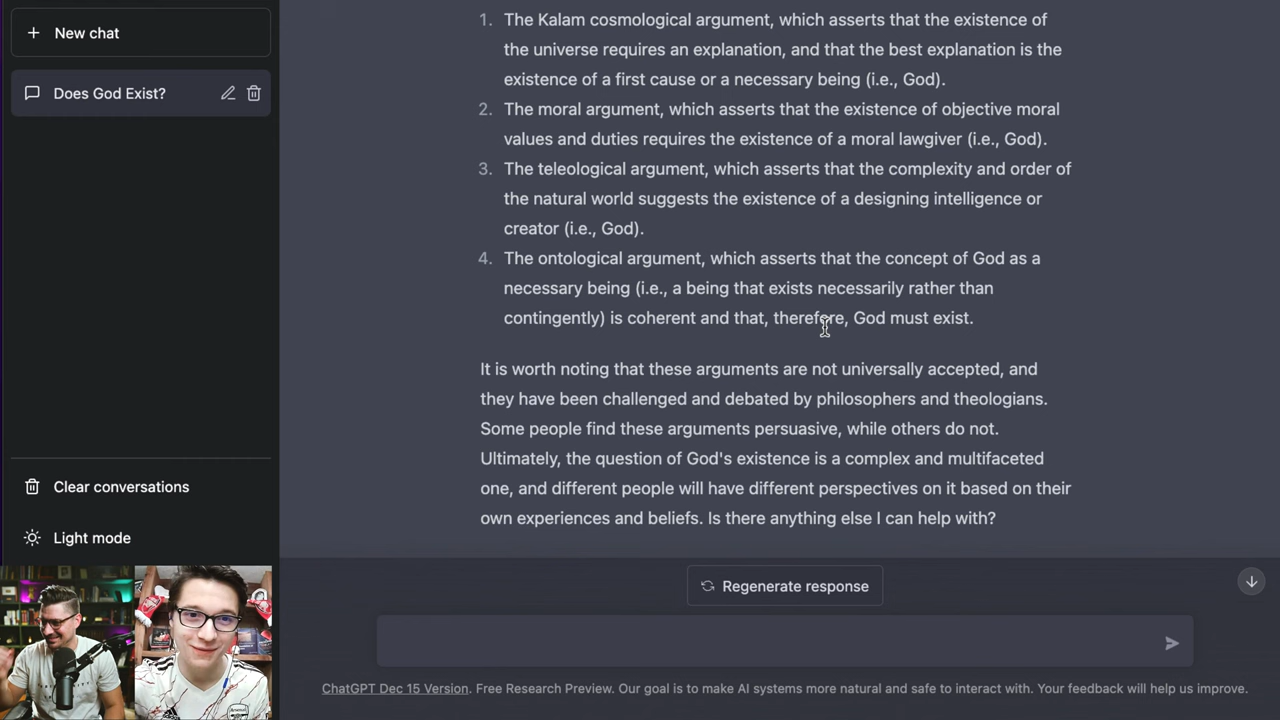 New chat
Does God Exist?
1. The Kalam cosmological argument, which asserts that the existence of
the universe requires an explanation, and that the best explanation is the
existence of a first cause or a necessary being (i.e., God).
2. The moral argument, which asserts that the existence of objective moral
values and duties requires the existence of a moral lawgiver (i.e., God).
3. The teleological argument, which asserts that the complexity and order of
the natural world suggests the existence of a designing intelligence or
creator (i.e., God).
4. The ontological argument, which asserts that the concept of God as a
necessary being (i.e., a being that exists necessarily rather than
contingently) is coherent and that, therefore, God must exist.
It is worth noting that these arguments are not universally accepted, and
they have been challenged and debated by philosophers and theologians.
Some people find these arguments persuasive, while others do not.
Ultimately, the question of God's existence is a complex and multifaceted
one, and different people will have different perspectives on it based on their
own experiences and beliefs. Is there anything else I can help with?
Clear conversations
Light mode
Regenerate response
ChatGPT Dec 15 Version. Free Research Preview. Our goal is to make AI systems more natural and safe to interact with. Your feedback will help us improve.